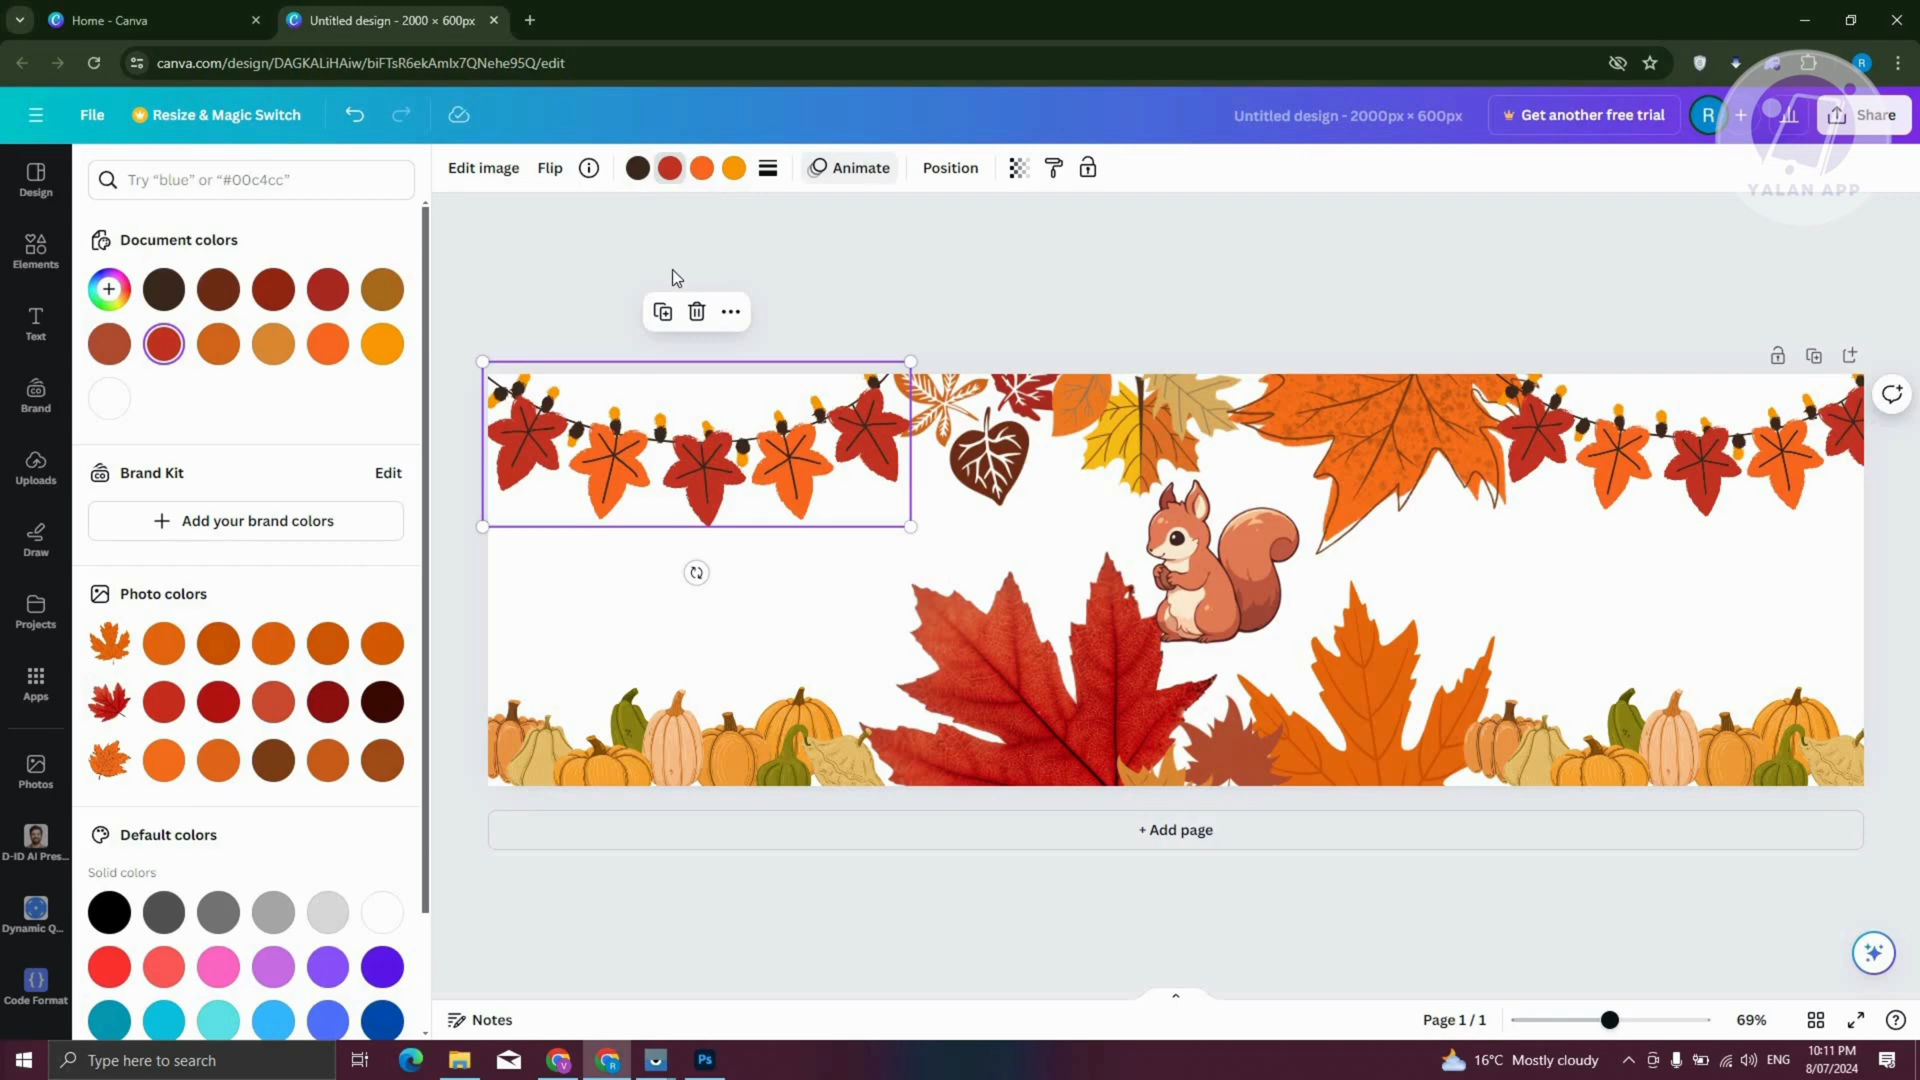 Home - Canva
Untitled design - 2000 × 600px
canva.com/design/DAGKALiHAiw/biFTsR6ekAmlx7QNehe95Q/edit
R
File
Resize & Magic Switch
Untitled design - 2000px × 600px
Get another free trial
R
Share
YALAN APP
Design
Elements
Text
Brand
Uploads
Draw
Projects
Apps
Photos
D-ID AI Pres...
Dynamic Q...
Code Format
Try “blue” or “#00c4cc”
Edit image
Flip
Animate
Position
Document colors
Brand Kit
Edit
Add your brand colors
Photo colors
Default colors
Solid colors
+ Add page
Notes
Page 1 / 1
69%
Type here to search
Ps
16°C Mostly cloudy
ENG
10:11 PM
8/07/2024